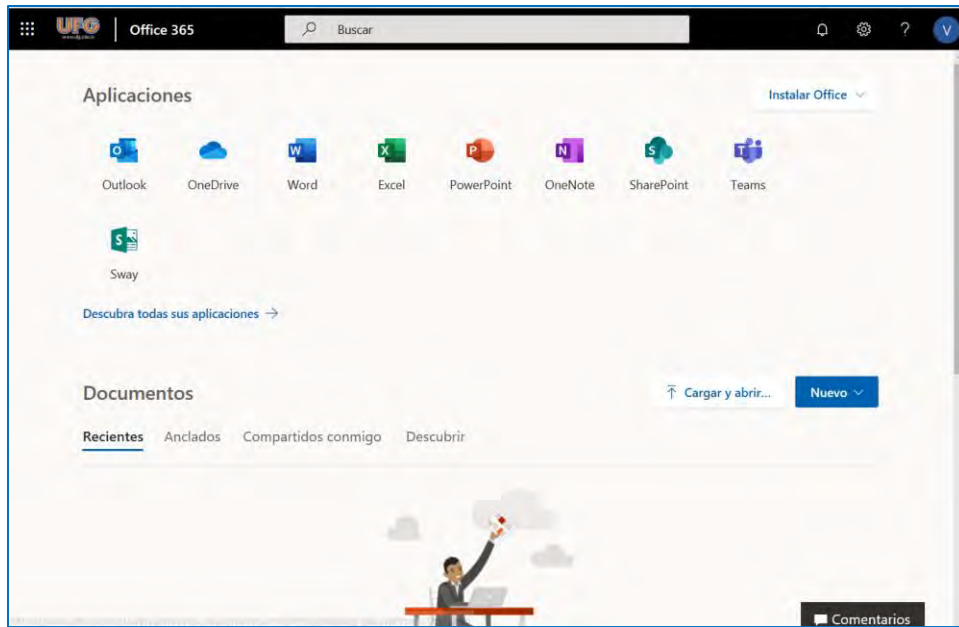 UFG Office 365 Buscar ? V
Aplicaciones Instalar Office
Outlook OneDrive Word Excel PowerPoint OneNote SharePoint Teams
Sway
Descubra todas sus aplicaciones →
Documentos Cargar y abrir... Nuevo
Recientes Anclados Compartidos conmigo Descubrir
Comentarios